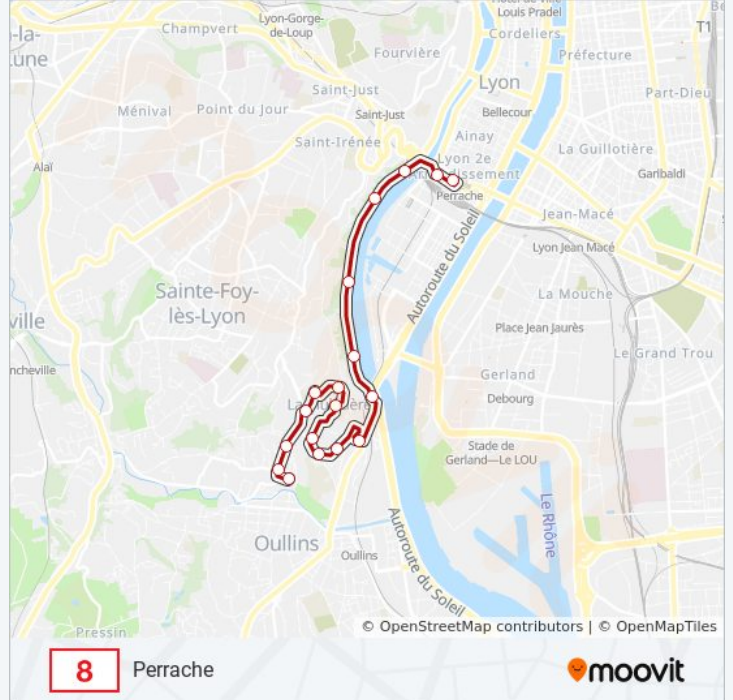 Hôtel de Ville
Louis Pradel
Lyon-Gorge-
de-Loup
T1
Be
la-
Lune
Champvert
Cordeliers
Fourvière
Préfecture
Lyon
Saint-Just
Part-Dieu
Ménival
Point du Jour
Saint-Just
Bellecour
Ainay
Saint-Irénée
La Guillotière
Alaï
Lyon 2e
Arrondissement
Garibaldi
Perrache
Jean-Macé
Autoroute du Soleil
Lyon Jean Macé
Sainte-Foy-
lès-Lyon
La Mouche
ville
Place Jean Jaurès
Le Grand Trou
ncheville
Gerland
Debourg
Stade de
Gerland—Le LOU
Le Rhône
Autoroute du Soleil
Oullins
Oullins
Pressin
© OpenStreetMap contributors | © OpenMapTiles
8 Perrache
moovit